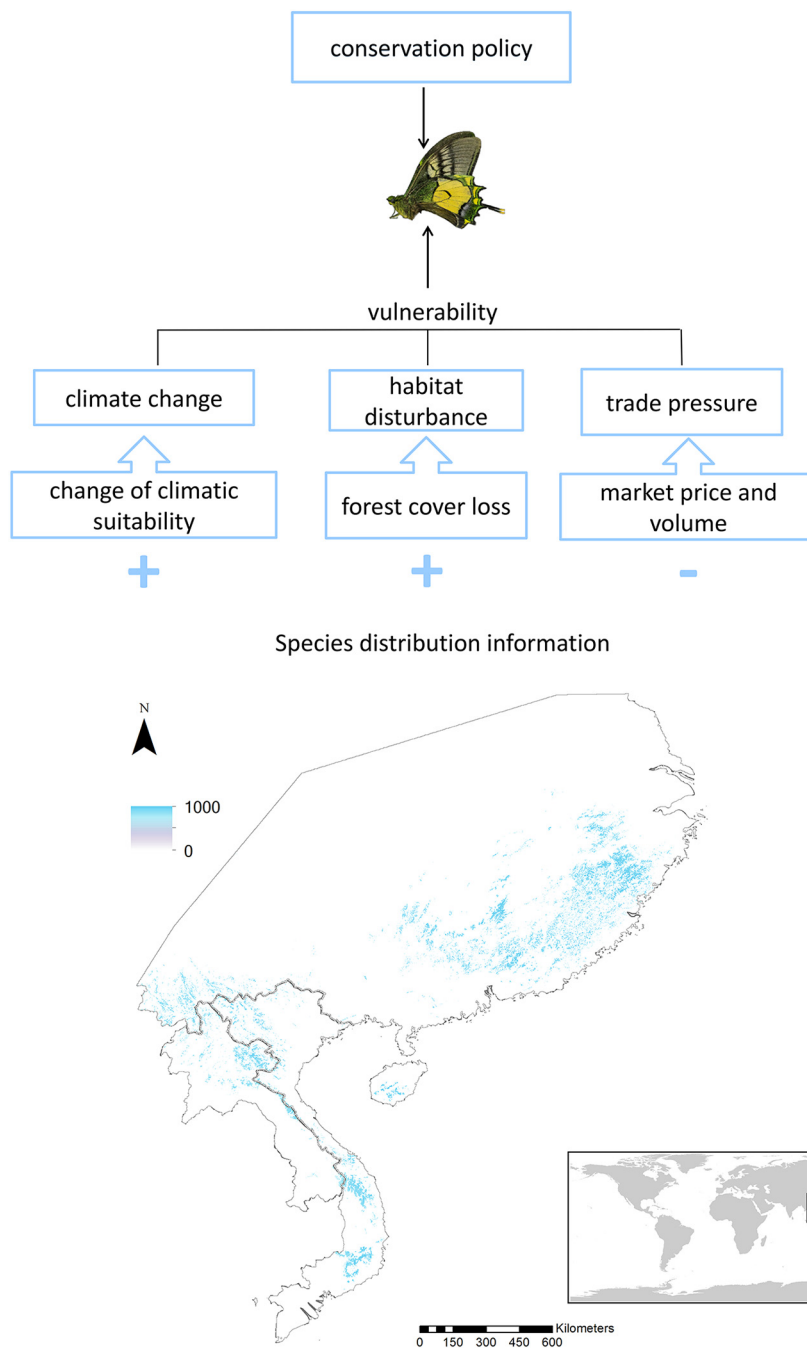 conservation policy
vulnerability
climate change
habitat
disturbance
trade pressure
change of climatic
suitability
forest cover loss
market price and
volume
+
+
-
Species distribution information
N
1000
0
Kilometers
0 150 300 450 600